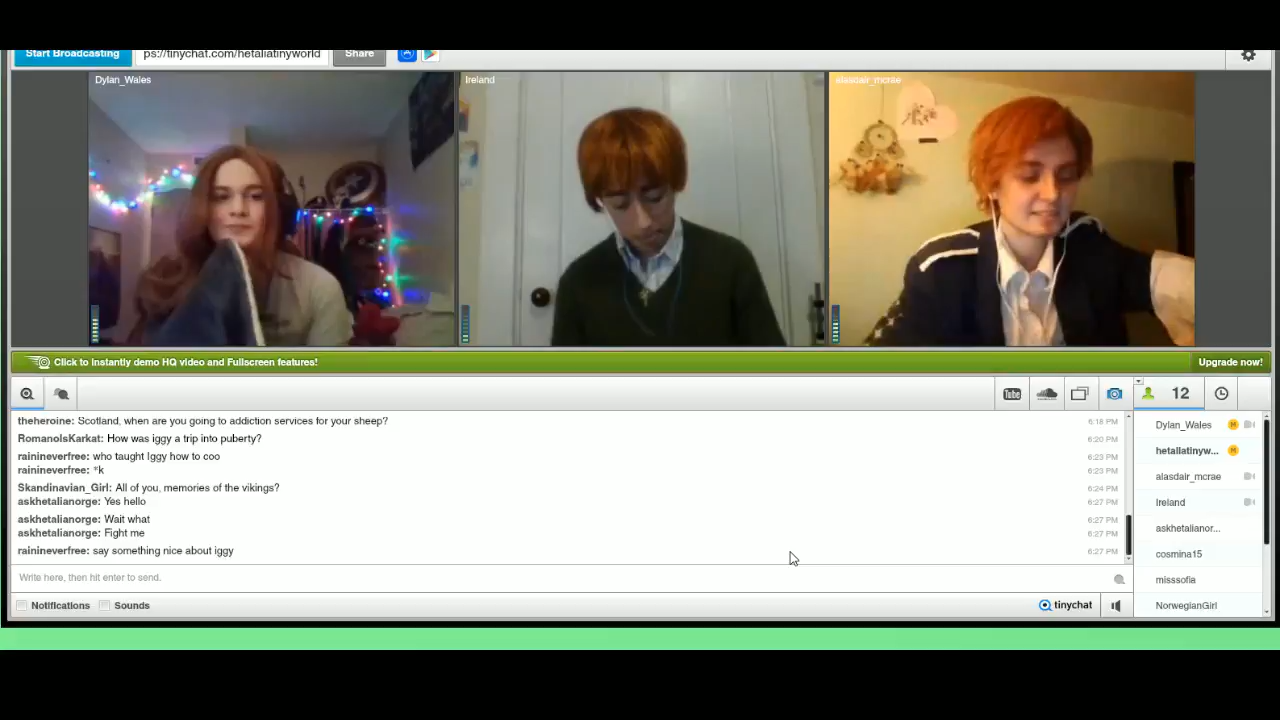 Start Broadcasting ps://tinychat.com/hetaliatinyworld Share
Dylan_Wales Ireland alasdair_mcrae
Click to instantly demo HQ video and Fullscreen features! Upgrade now!
You Tube 12
theheroine: Scotland, when are you going to addiction services for your sheep? 6:18 PM
RomanoIsKarkat: How was iggy a trip into puberty? 6:20 PM
rainineverfree: who taught Iggy how to coo 6:23 PM
rainineverfree: *k 6:23 PM
Skandinavian_Girl: All of you, memories of the vikings? 6:24 PM
askhetalianorge: Yes hello 6:27 PM
askhetalianorge: Wait what 6:27 PM
askhetalianorge: Fight me 6:27 PM
rainineverfree: say something nice about iggy 6:27 PM
Write here, then hit enter to send.
Notifications Sounds tinychat
Dylan_Wales M
hetaliatinyw... M
alasdair_mcrae
Ireland
askhetalianor...
cosmina15
misssofia
NorwegianGirl